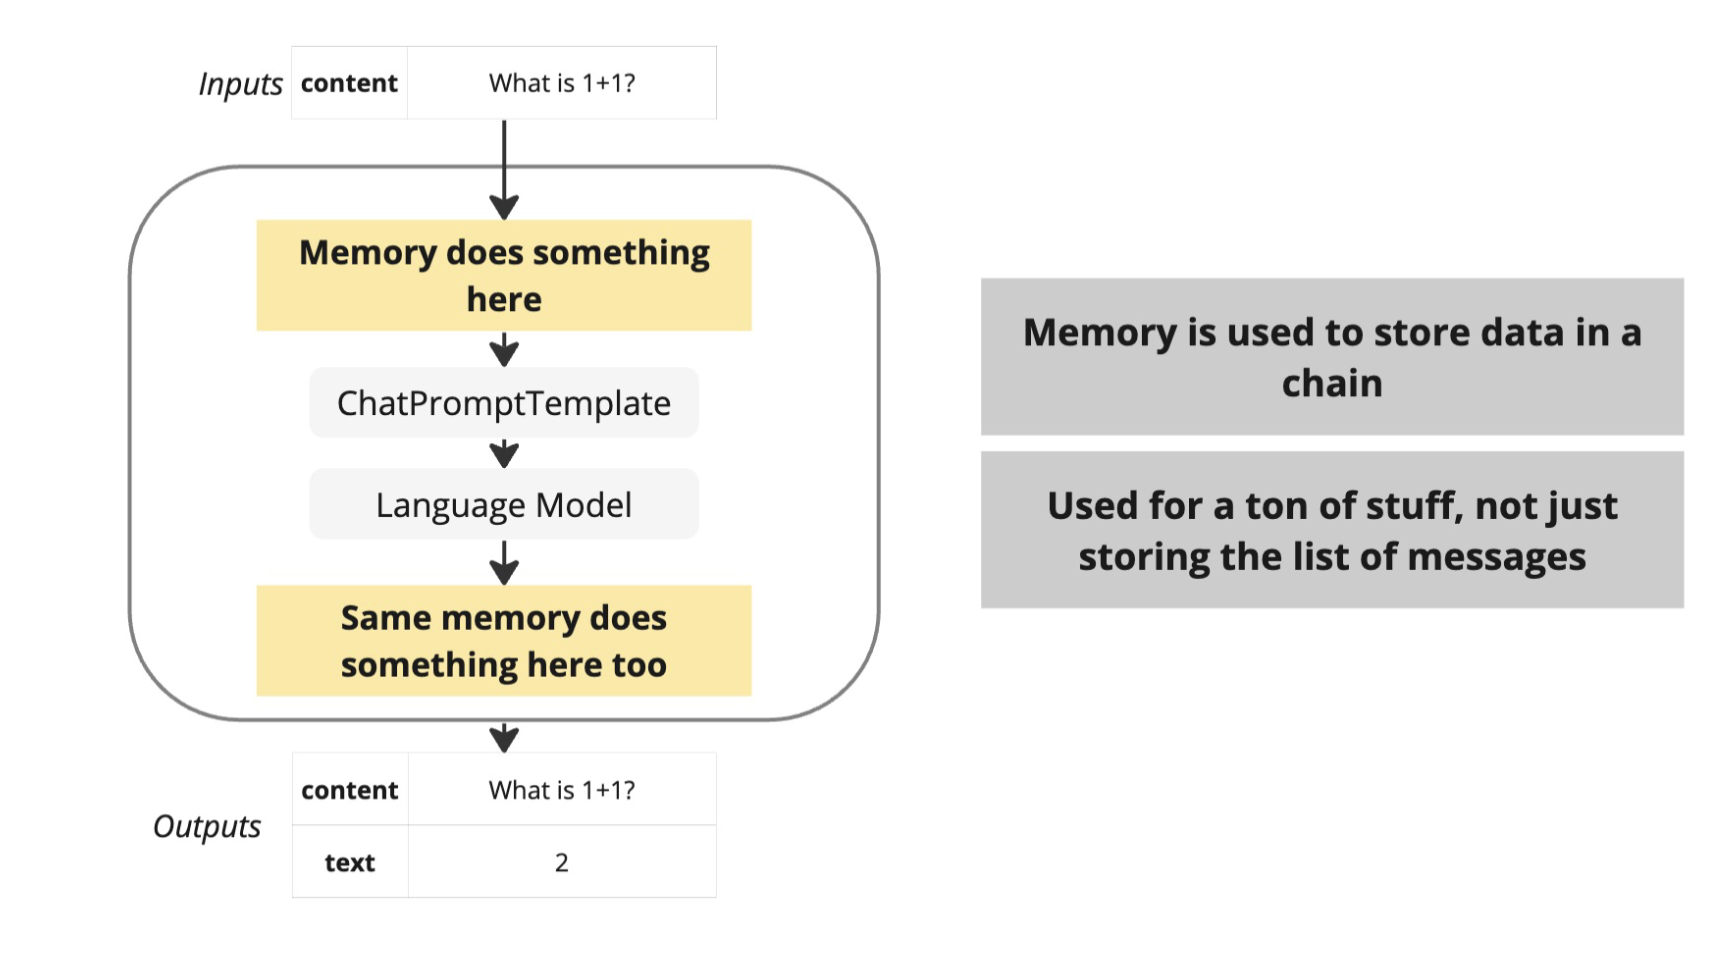 Inputs content What is 1+1?
Memory does something
here
ChatPromptTemplate
Language Model
Same memory does
something here too
content What is 1+1?
Outputs
text 2
Memory is used to store data in a
chain
Used for a ton of stuff, not just
storing the list of messages